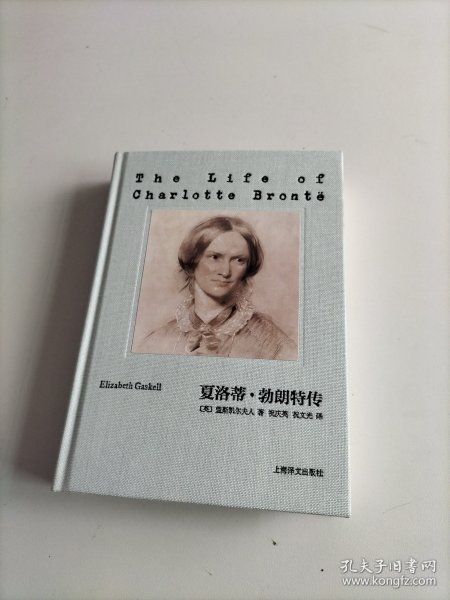 The Life of
Charlotte Brontë
Elizabeth Gaskell
夏洛蒂·勃朗特传
〔英〕盖斯凯尔夫人 著 祝庆英 祝文光 译
上海译文出版社
孔夫子旧书网
www.kongfz.com